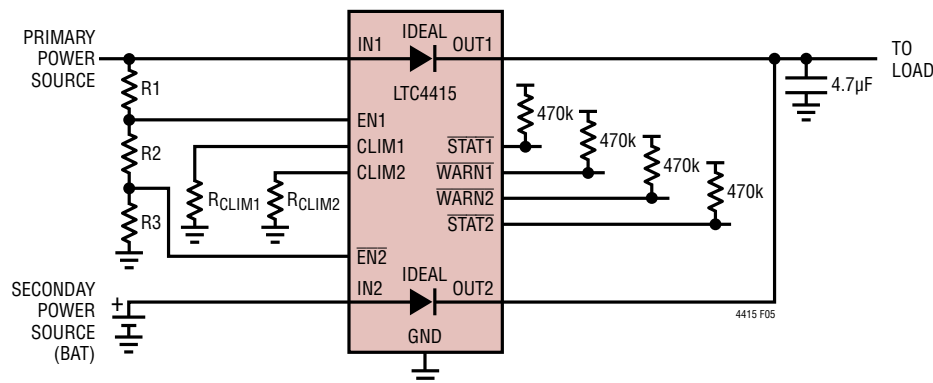 PRIMARY
POWER
SOURCE
R1
R2
R3
IN1
IDEAL
OUT1
TO
LOAD
4.7µF
LTC4415
EN1
CLIM1
CLIM2
STAT1
WARN1
WARN2
STAT2
470k
470k
470k
470k
RCLIM1
RCLIM2
EN2
SECONDAY
POWER
SOURCE
(BAT)
+
IN2
IDEAL
OUT2
GND
4415 F05